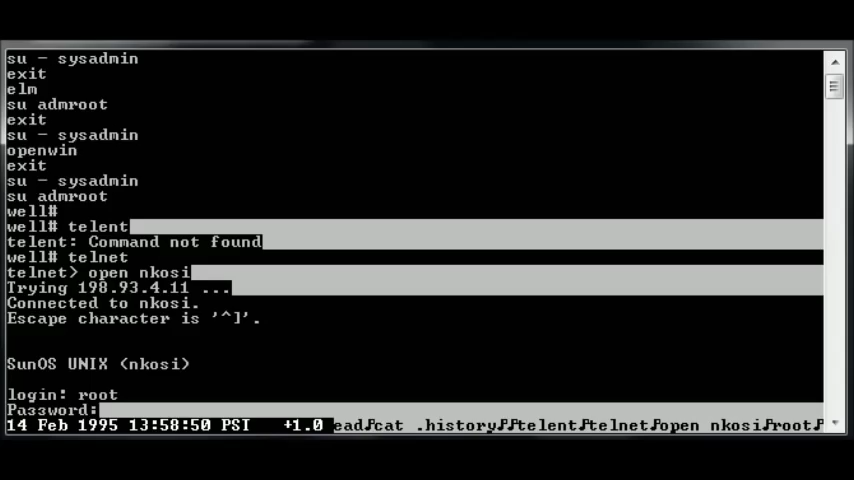 su - sysadmin
exit
elm
su admroot
exit
su - sysadmin
openwin
exit
su - sysadmin
su admroot
well#
well# telent
telent: Command not found
well# telnet
telnet> open nkosi
Trying 198.93.4.11 ...
Connected to nkosi.
Escape character is '^]'.
SunOS UNIX (nkosi)
login: root
Password:
14 Feb 1995 13:58:50 PST +1.0 ead♪cat .history♪♪telent♪telnet♪open nkosi♪root♪